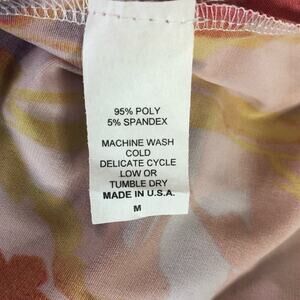 95% POLY
5% SPANDEX
MACHINE WASH
COLD
DELICATE CYCLE
LOW OR
TUMBLE DRY
MADE IN U.S.A.
M